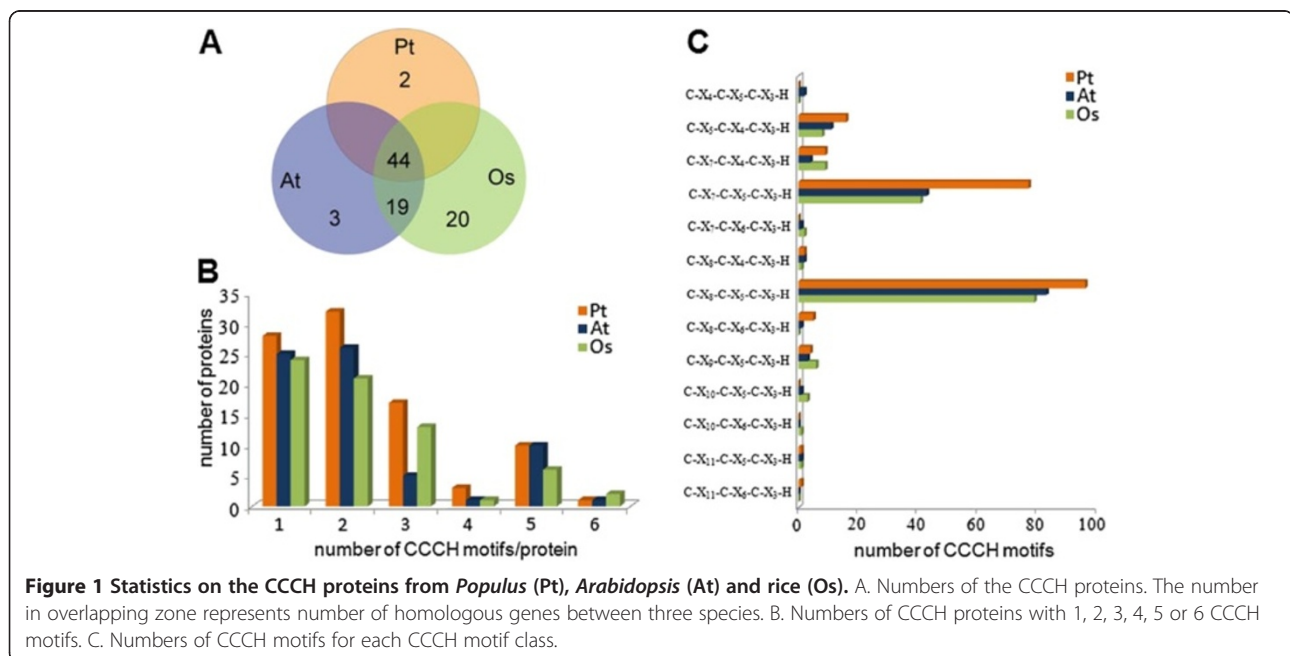 A
Pt
2
44
At
Os
3
19
20
B
35
30
25
20
15
10
5
0
number of proteins
Pt
At
Os
1 2 3 4 5 6
number of CCCH motifs/protein
C
Pt
At
Os
C-X₄-C-X₅-C-X₃-H
C-X₅-C-X₄-C-X₃-H
C-X₇-C-X₄-C-X₃-H
C-X₇-C-X₅-C-X₃-H
C-X₇-C-X₆-C-X₃-H
C-X₈-C-X₄-C-X₃-H
C-X₈-C-X₅-C-X₃-H
C-X₈-C-X₆-C-X₃-H
C-X₉-C-X₅-C-X₃-H
C-X₁₀-C-X₅-C-X₃-H
C-X₁₀-C-X₆-C-X₃-H
C-X₁₁-C-X₅-C-X₃-H
C-X₁₁-C-X₆-C-X₃-H
0 20 40 60 80 100
number of CCCH motifs
Figure 1 Statistics on the CCCH proteins from Populus (Pt), Arabidopsis (At) and rice (Os). A. Numbers of the CCCH proteins. The number
in overlapping zone represents number of homologous genes between three species. B. Numbers of CCCH proteins with 1, 2, 3, 4, 5 or 6 CCCH
motifs. C. Numbers of CCCH motifs for each CCCH motif class.